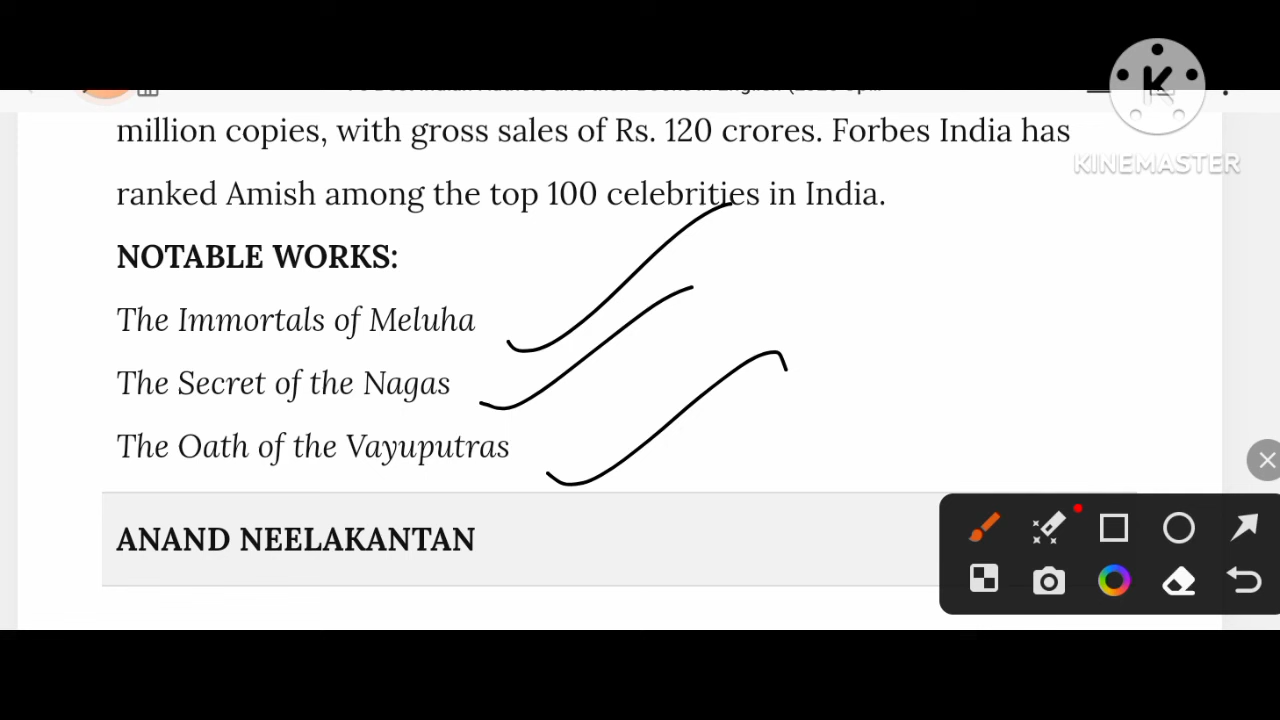 million copies, with gross sales of Rs. 120 crores. Forbes India has
ranked Amish among the top 100 celebrities in India.
NOTABLE WORKS:
The Immortals of Meluha
The Secret of the Nagas
The Oath of the Vayuputras
ANAND NEELAKANTAN
K
KINEMASTER